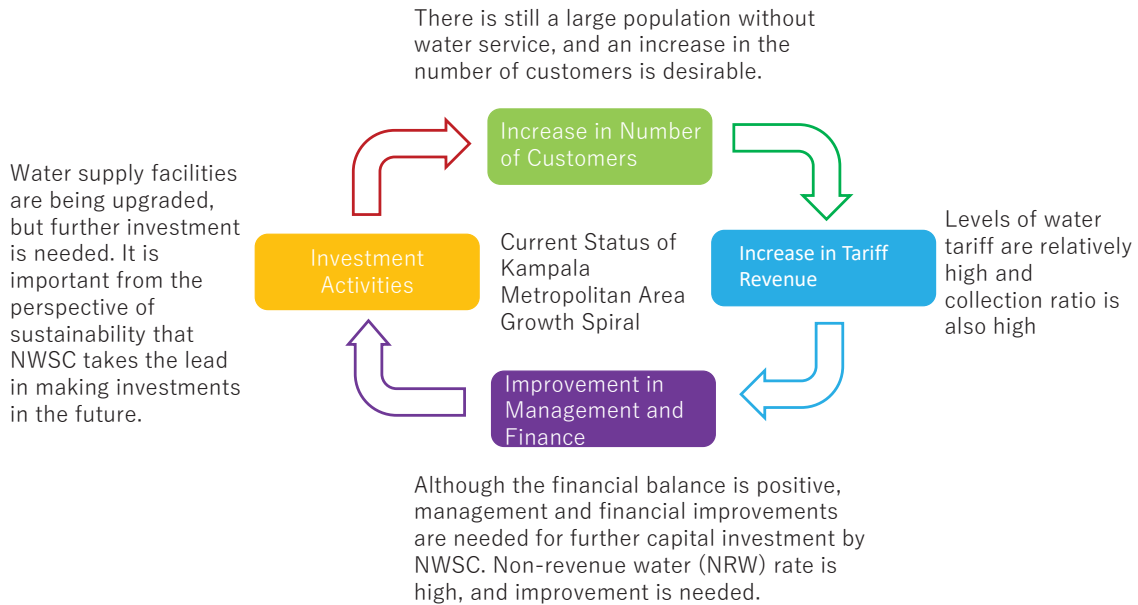 There is still a large population without
water service, and an increase in the
number of customers is desirable.
Increase in Number
of Customers
Water supply facilities
are being upgraded,
but further investment
is needed. It is
important from the
perspective of
sustainability that
NWSC takes the lead
in making investments
in the future.
Investment
Activities
Current Status of
Kampala
Metropolitan Area
Growth Spiral
Increase in Tariff
Revenue
Levels of water
tariff are relatively
high and
collection ratio is
also high
Improvement in
Management and
Finance
Although the financial balance is positive,
management and financial improvements
are needed for further capital investment by
NWSC. Non-revenue water (NRW) rate is
high, and improvement is needed.